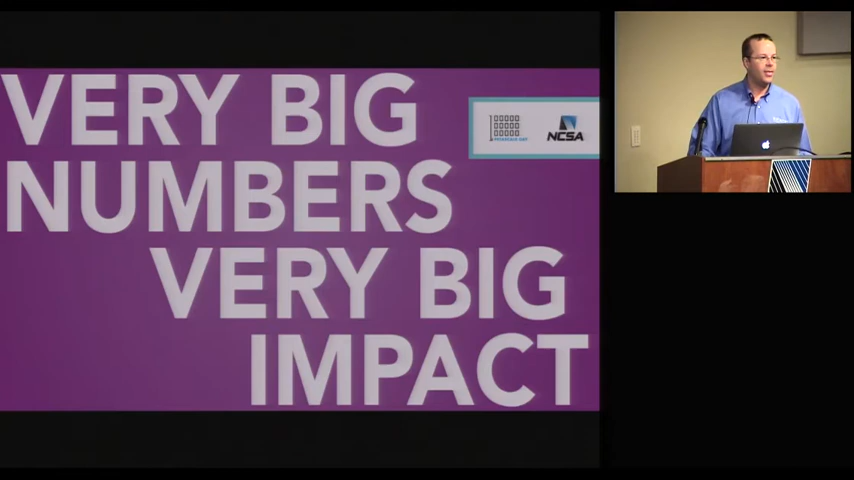 VERY BIG
NUMBERS
VERY BIG
IMPACT
NCSA